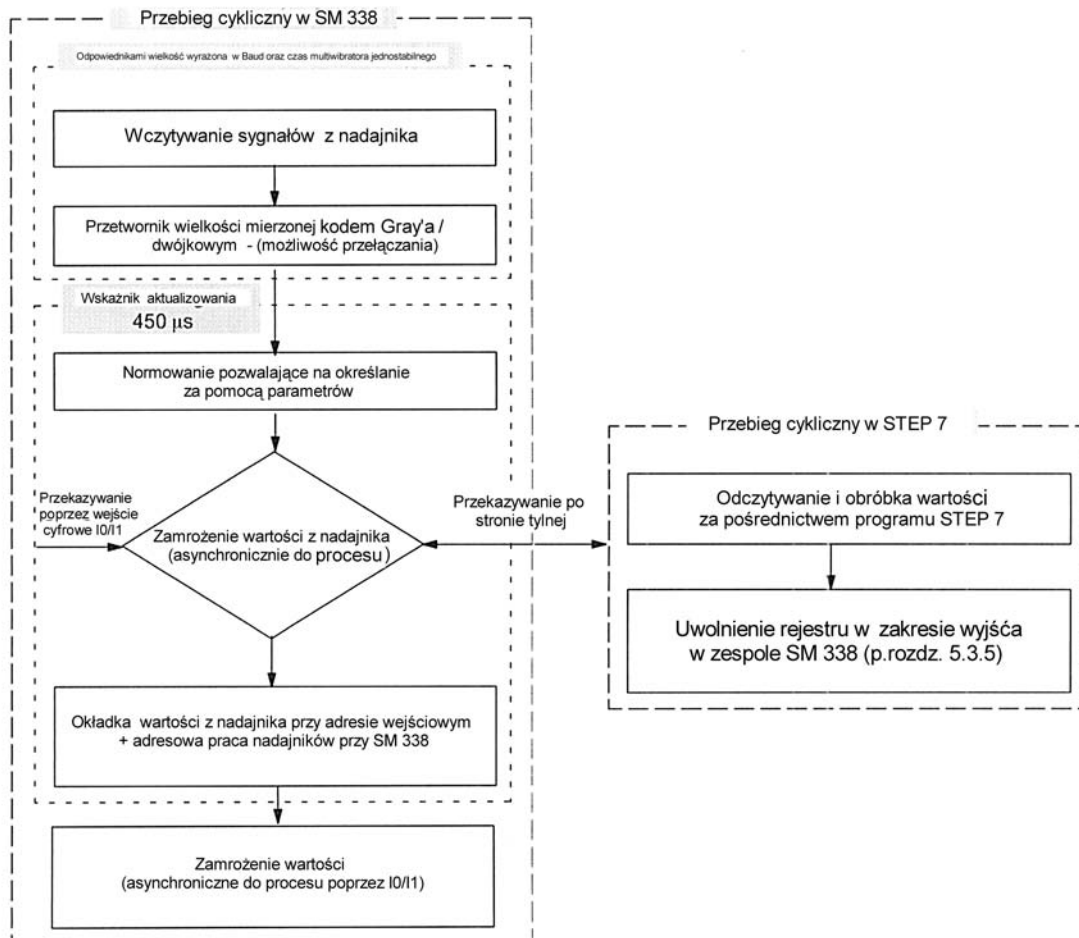 Przebieg cykliczny w SM 338
Odpowiednikami wielkość wyrażona w Baud oraz czas multiwibratora jednostabilnego
Wczytywanie sygnałów z nadajnika
Przetwornik wielkości mierzonej kodem Gray'a /
dwójkowym - (możliwość przełączania)
Wskaźnik aktualizowania
450 µs
Normowanie pozwalające na określanie
za pomocą parametrów
Przekazywanie
poprzez wejście
cyfrowe I0/I1
Zamrożenie wartości z nadajnika
(asynchronicznie do procesu)
Przekazywanie po
stronie tylnej
Przebieg cykliczny w STEP 7
Odczytywanie i obróbka wartości
za pośrednictwem programu STEP 7
Uwolnienie rejestru w zakresie wyjśća
w zespole SM 338 (p.rozdz. 5.3.5)
Okładka wartości z nadajnika przy adresie wejściowym
+ adresowa praca nadajników przy SM 338
Zamrożenie wartości
(asynchroniczne do procesu poprzez I0/I1)